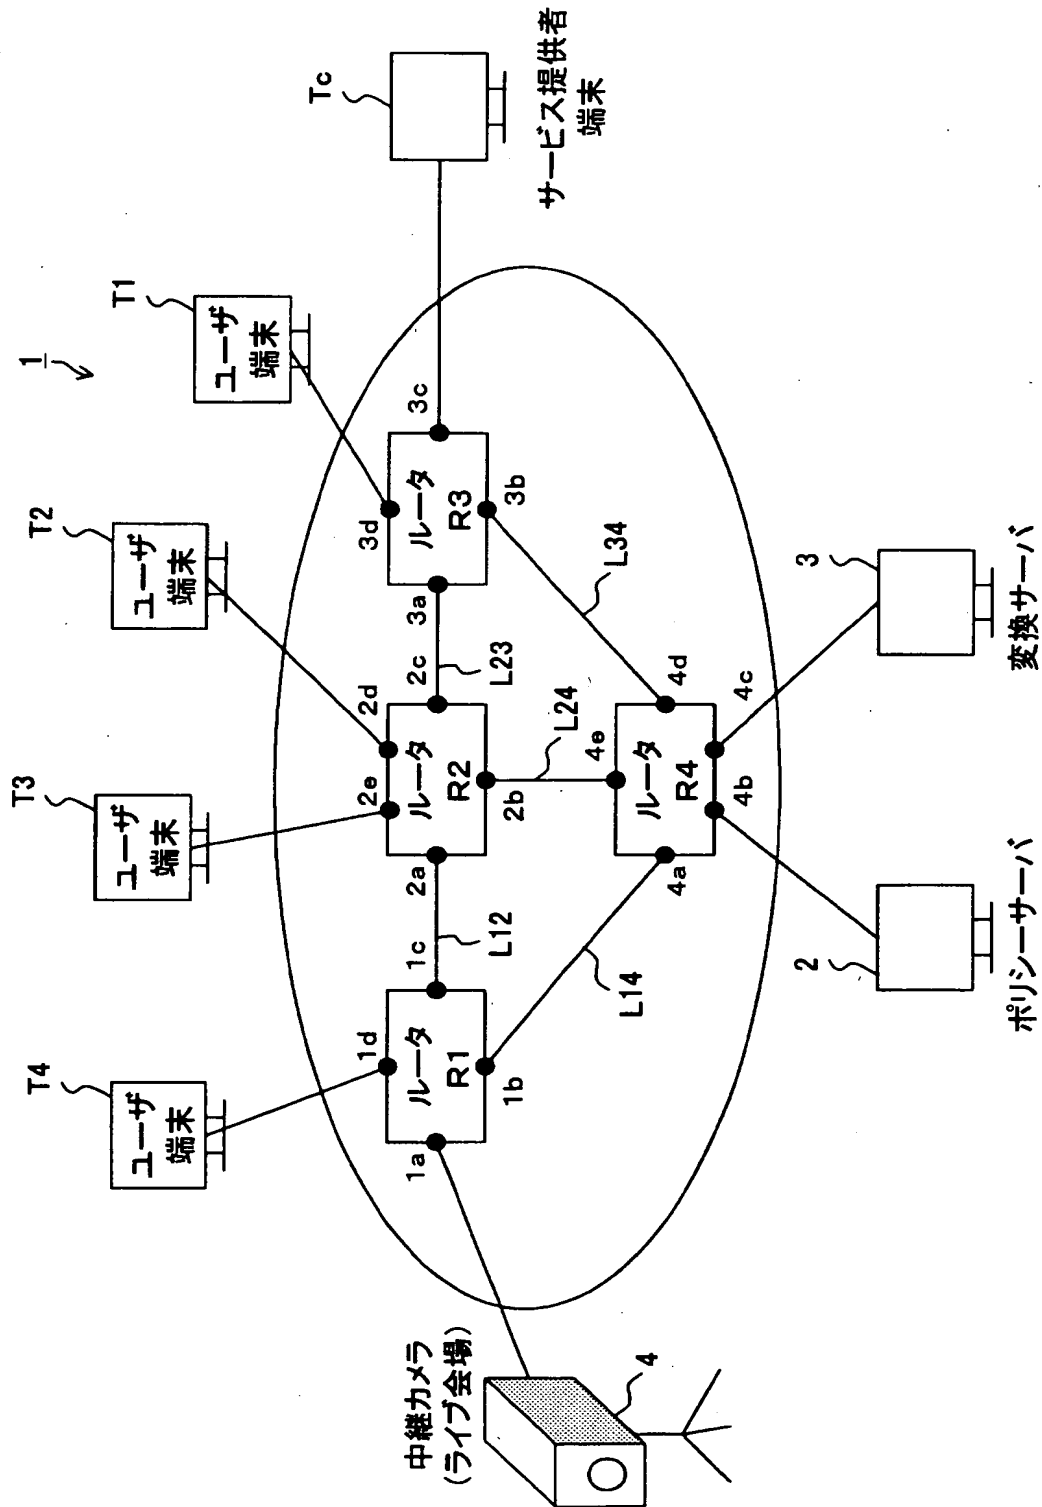 1
T4
ユーザ
端末
T3
ユーザ
端末
T2
ユーザ
端末
T1
ユーザ
端末
Tc
サービス提供者
端末
中継カメラ
(ライブ会場)
4
1a
1d
ルータ
R1
1c
1b
L12
L14
2a
2e
2d
ルータ
R2
2c
2b
L23
L24
3a
3d
ルータ
R3
3c
3b
L34
4a
4e
ルータ
R4
4d
4b
4c
2
ポリシーサーバ
3
変換サーバ